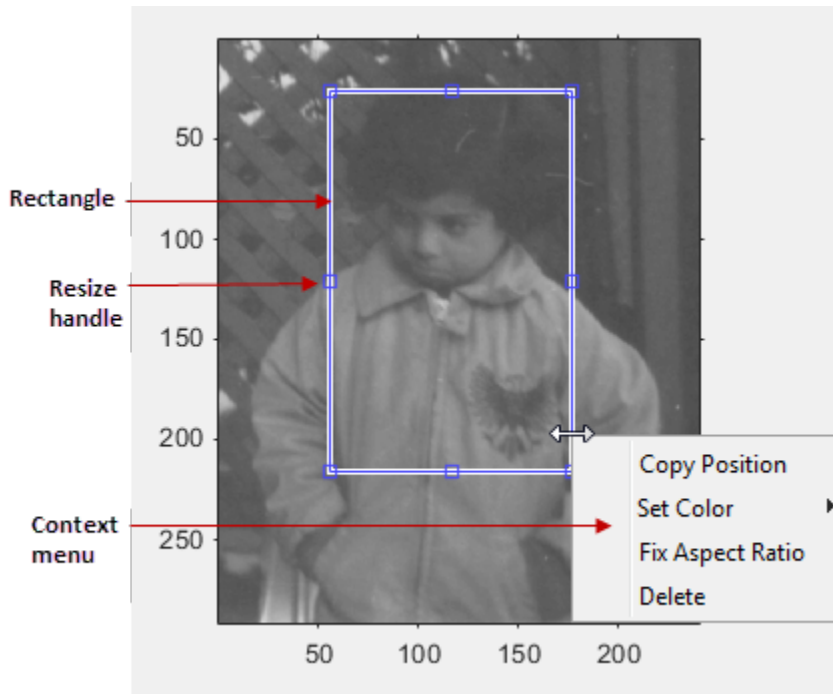 50
Rectangle
100
Resize
handle
150
200
Copy Position
Set Color
Context
menu
250
Fix Aspect Ratio
Delete
50 100 150 200